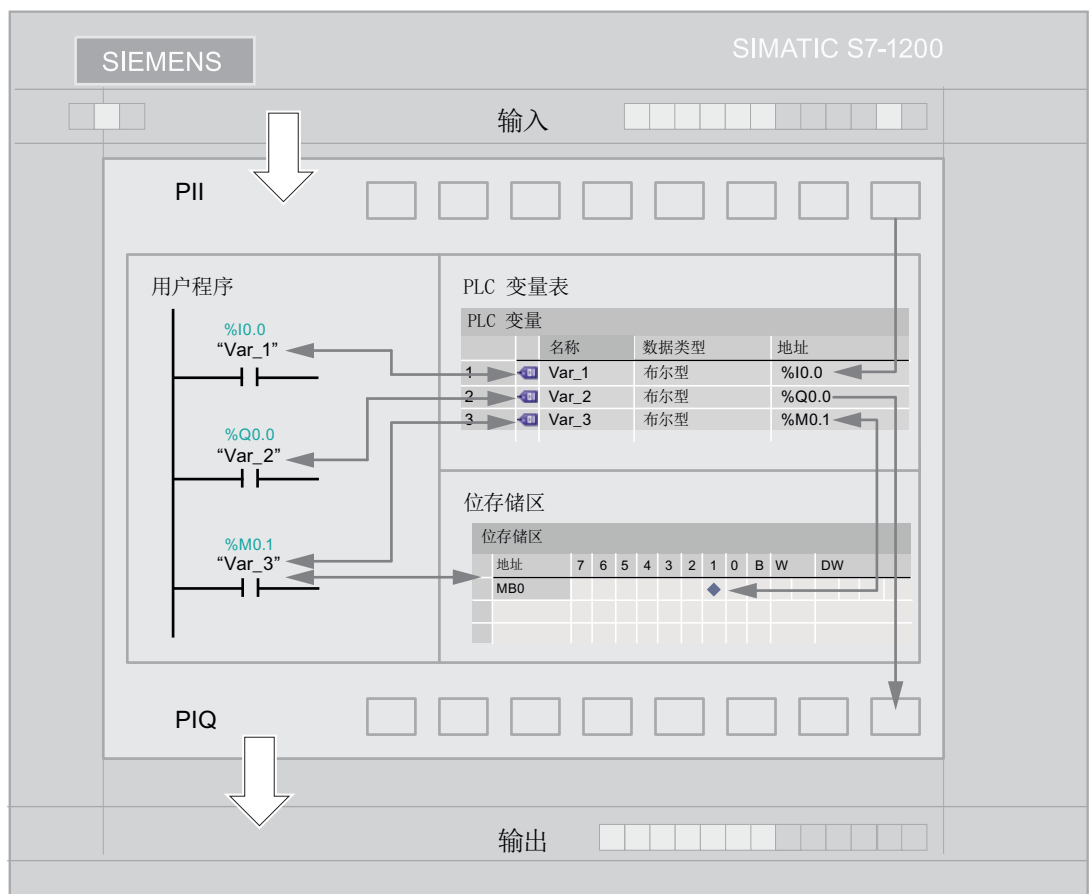 SIEMENS
SIMATIC S7-1200
输入
PII
用户程序
%I0.0
“Var_1”
%Q0.0
“Var_2”
%M0.1
“Var_3”
PLC 变量表
PLC 变量
名称 数据类型 地址
1 Var_1 布尔型 %I0.0
2 Var_2 布尔型 %Q0.0
3 Var_3 布尔型 %M0.1
位存储区
位存储区
地址 7 6 5 4 3 2 1 0 B W DW
MB0
PIQ
输出